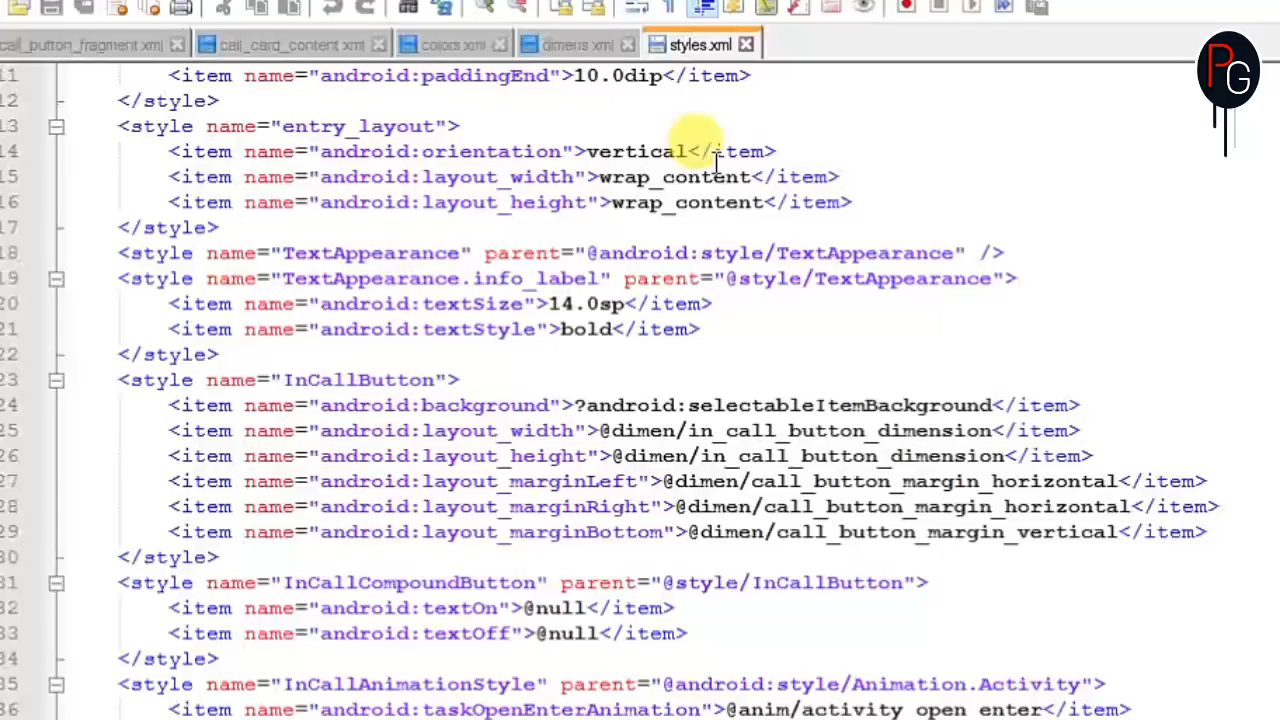 call_button_fragment.xml call_card_content.xml colors.xml dimens.xml styles.xml
PG
11 <item name="android:paddingEnd">10.0dip</item>
12 </style>
13 <style name="entry_layout">
14 <item name="android:orientation">vertical</item>
15 <item name="android:layout_width">wrap_content</item>
16 <item name="android:layout_height">wrap_content</item>
17 </style>
18 <style name="TextAppearance" parent="@android:style/TextAppearance" />
19 <style name="TextAppearance.info_label" parent="@style/TextAppearance">
20 <item name="android:textSize">14.0sp</item>
21 <item name="android:textStyle">bold</item>
22 </style>
23 <style name="InCallButton">
24 <item name="android:background">?android:selectableItemBackground</item>
25 <item name="android:layout_width">@dimen/in_call_button_dimension</item>
26 <item name="android:layout_height">@dimen/in_call_button_dimension</item>
27 <item name="android:layout_marginLeft">@dimen/call_button_margin_horizontal</item>
28 <item name="android:layout_marginRight">@dimen/call_button_margin_horizontal</item>
29 <item name="android:layout_marginBottom">@dimen/call_button_margin_vertical</item>
30 </style>
31 <style name="InCallCompoundButton" parent="@style/InCallButton">
32 <item name="android:textOn">@null</item>
33 <item name="android:textOff">@null</item>
34 </style>
35 <style name="InCallAnimationStyle" parent="@android:style/Animation.Activity">
36 <item name="android:taskOpenEnterAnimation">@anim/activity_open_enter</item>